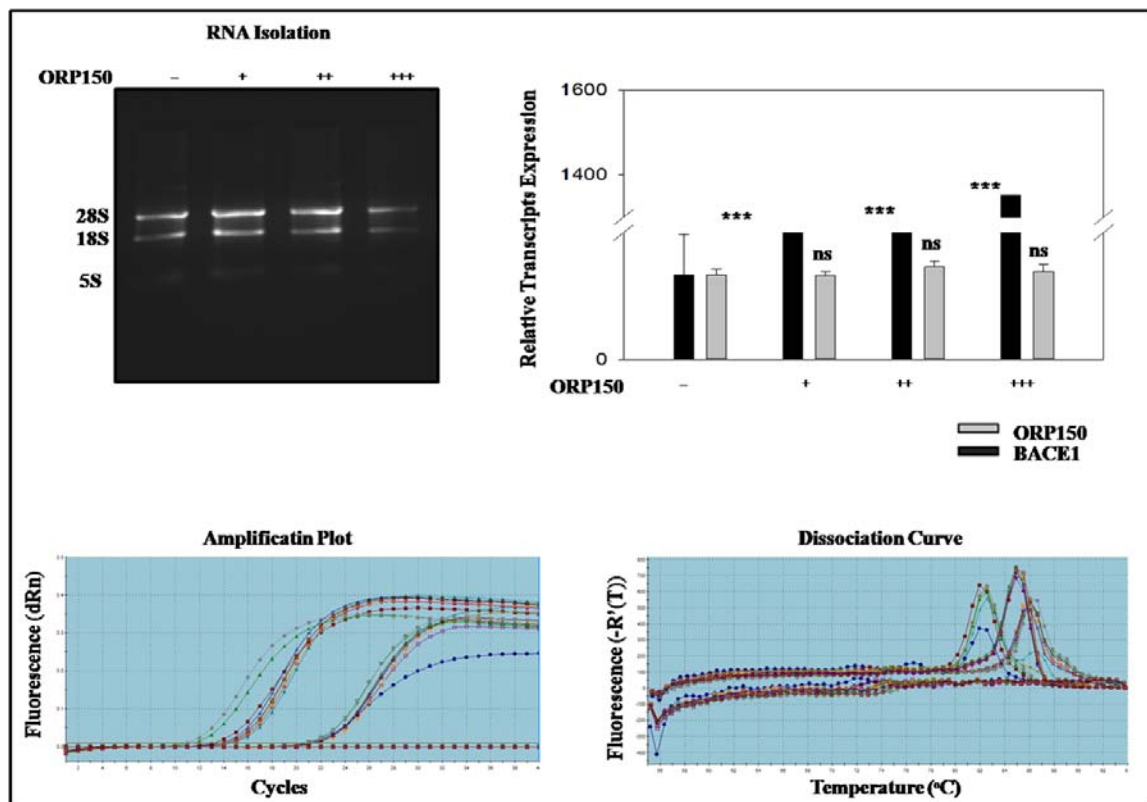 RNA Isolation
ORP150 – + ++ +++
28S
18S
5S
Relative Transcripts Expression
1600
1400
0
***
***
***
ns
ns
ns
ORP150 – + ++ +++
ORP150
BACE1
Amplificatin Plot
Fluorescence (dRn)
Cycles
Dissociation Curve
Fluorescence (-R'(T))
Temperature (ºC)